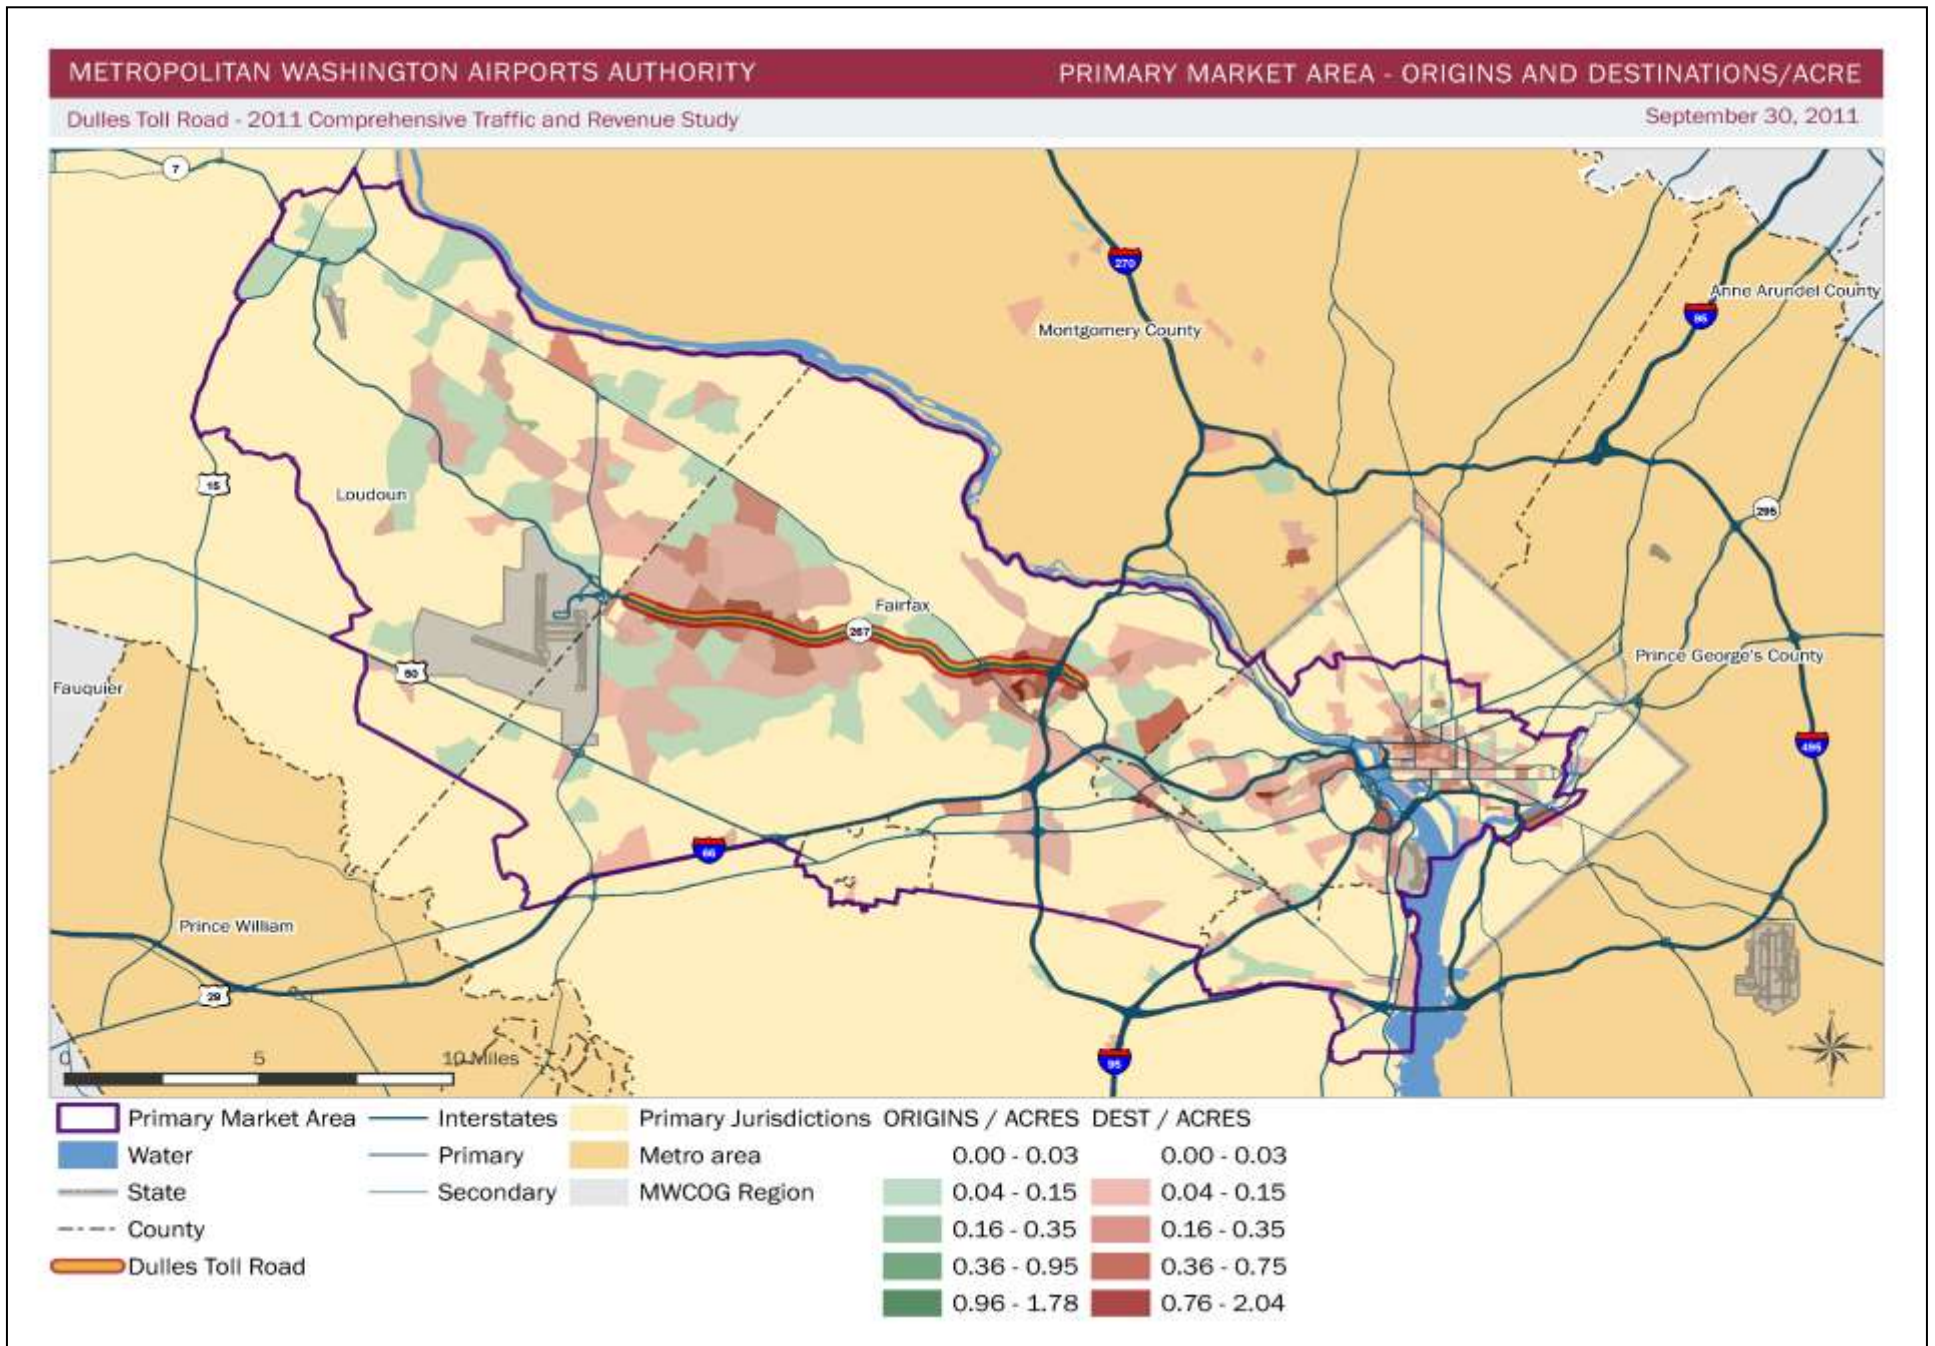 METROPOLITAN WASHINGTON AIRPORTS AUTHORITY
PRIMARY MARKET AREA - ORIGINS AND DESTINATIONS/ACRE
Dulles Toll Road - 2011 Comprehensive Traffic and Revenue Study
September 30, 2011
7
270
Anne Arundel County
95
Montgomery County
15
Loudoun
295
Fairfax
267
Prince George's County
50
Fauquier
495
66
Prince William
29
95
0 5 10 Miles
Primary Market Area
Water
State
County
Dulles Toll Road
Interstates
Primary
Secondary
Primary Jurisdictions
Metro area
MWCOG Region
ORIGINS / ACRES
0.00 - 0.03
0.04 - 0.15
0.16 - 0.35
0.36 - 0.95
0.96 - 1.78
DEST / ACRES
0.00 - 0.03
0.04 - 0.15
0.16 - 0.35
0.36 - 0.75
0.76 - 2.04